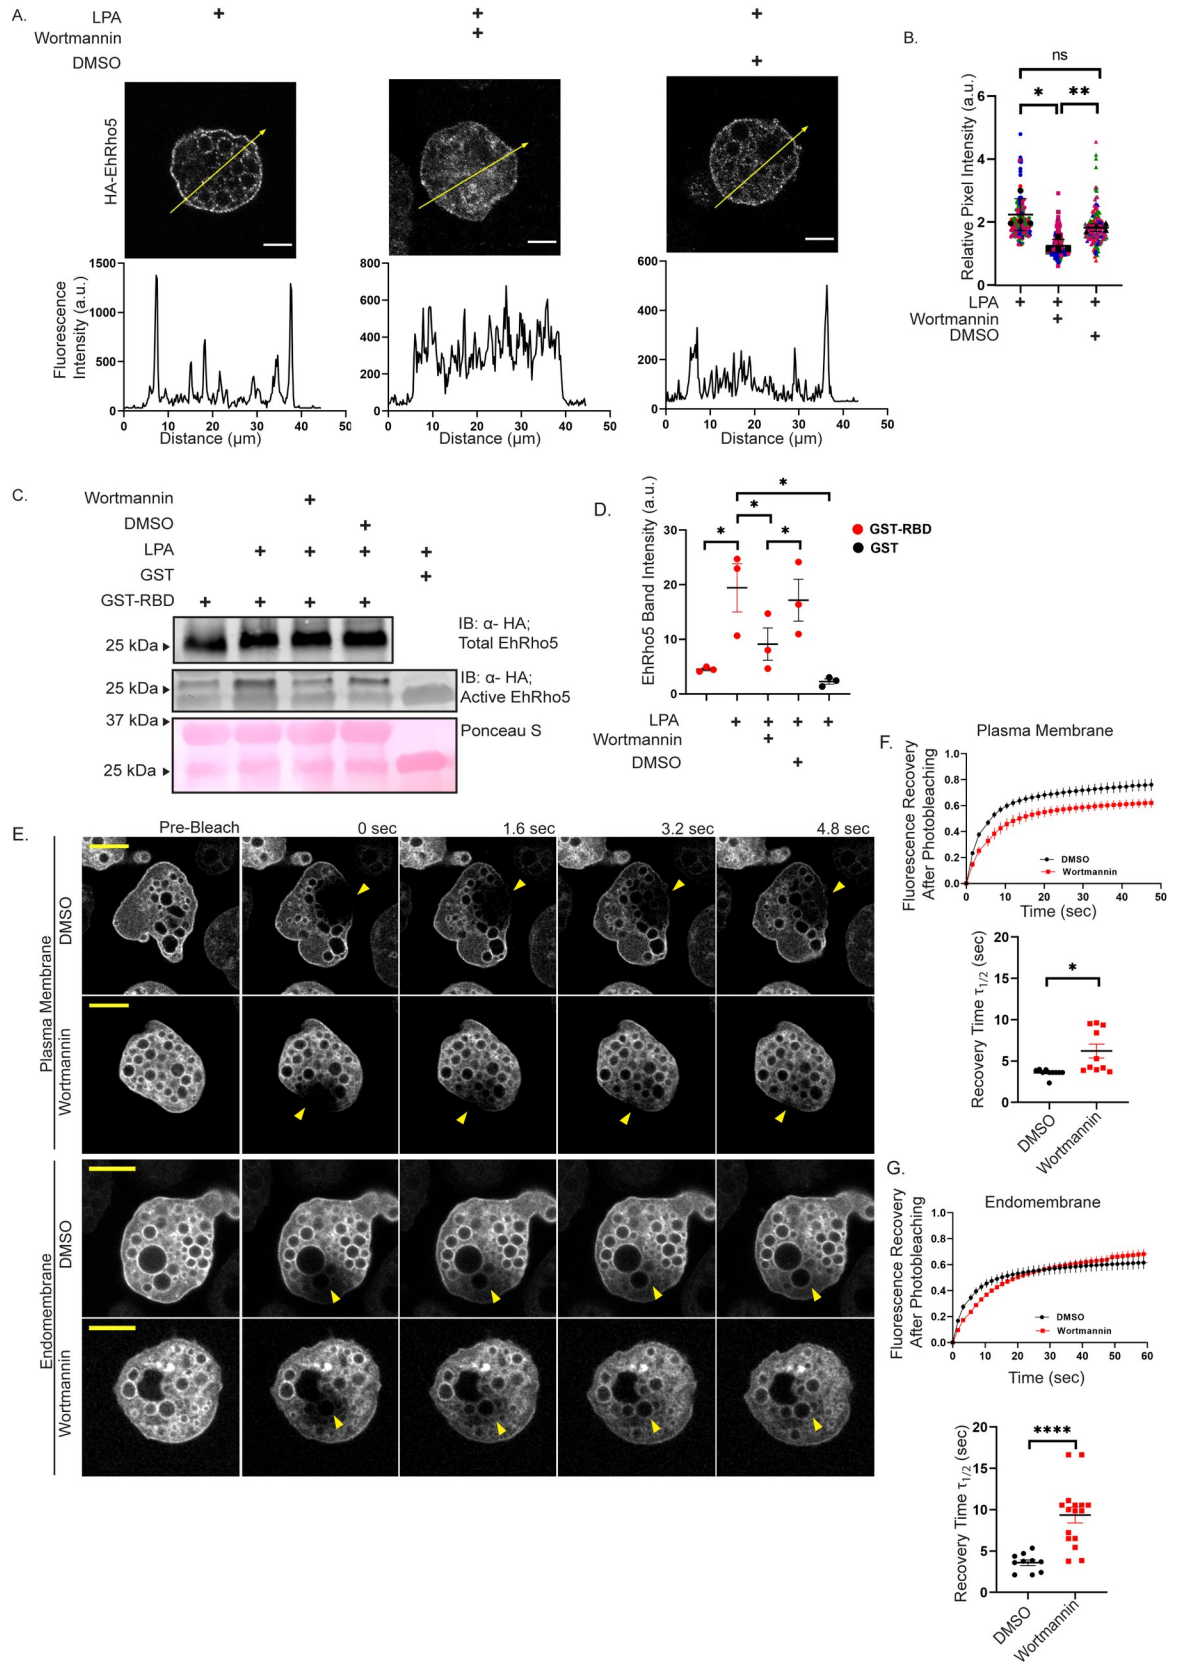 A.
LPA + + +
Wortmannin +
DMSO +
HA-EhRho5
Fluorescence
Intensity (a.u.)
1500
1000
500
0
0 10 20 30 40 50
Distance (µm)
800
600
400
200
0
0 10 20 30 40 50
Distance (µm)
600
400
200
0
0 10 20 30 40 50
Distance (µm)
B.
ns
* **
Relative Pixel Intensity (a.u.)
6
4
2
0
LPA + + +
Wortmannin +
DMSO +
C.
Wortmannin +
DMSO +
LPA + + + +
GST +
GST-RBD + + + +
25 kDa
IB: α- HA;
Total EhRho5
25 kDa
IB: α- HA;
Active EhRho5
37 kDa
Ponceau S
25 kDa
D.
EhRho5 Band Intensity (a.u.)
30
20
10
0
*
*
* *
GST-RBD
GST
LPA + + + +
Wortmannin +
DMSO +
E.
Pre-Bleach 0 sec 1.6 sec 3.2 sec 4.8 sec
Plasma Membrane
DMSO
Wortmannin
Endomembrane
DMSO
Wortmannin
F.
Plasma Membrane
Fluorescence Recovery
After Photobleaching
1.0
0.8
0.6
0.4
0.2
0.0
DMSO
Wortmannin
0 10 20 30 40 50
Time (sec)
Recovery Time τ1/2 (sec)
20
15
10
5
0
*
DMSO
Wortmannin
G.
Endomembrane
Fluorescence Recovery
After Photobleaching
1.0
0.8
0.6
0.4
0.2
0.0
DMSO
Wortmannin
0 10 20 30 40 50 60
Time (sec)
Recovery Time τ1/2 (sec)
20
15
10
5
0
****
DMSO
Wortmannin